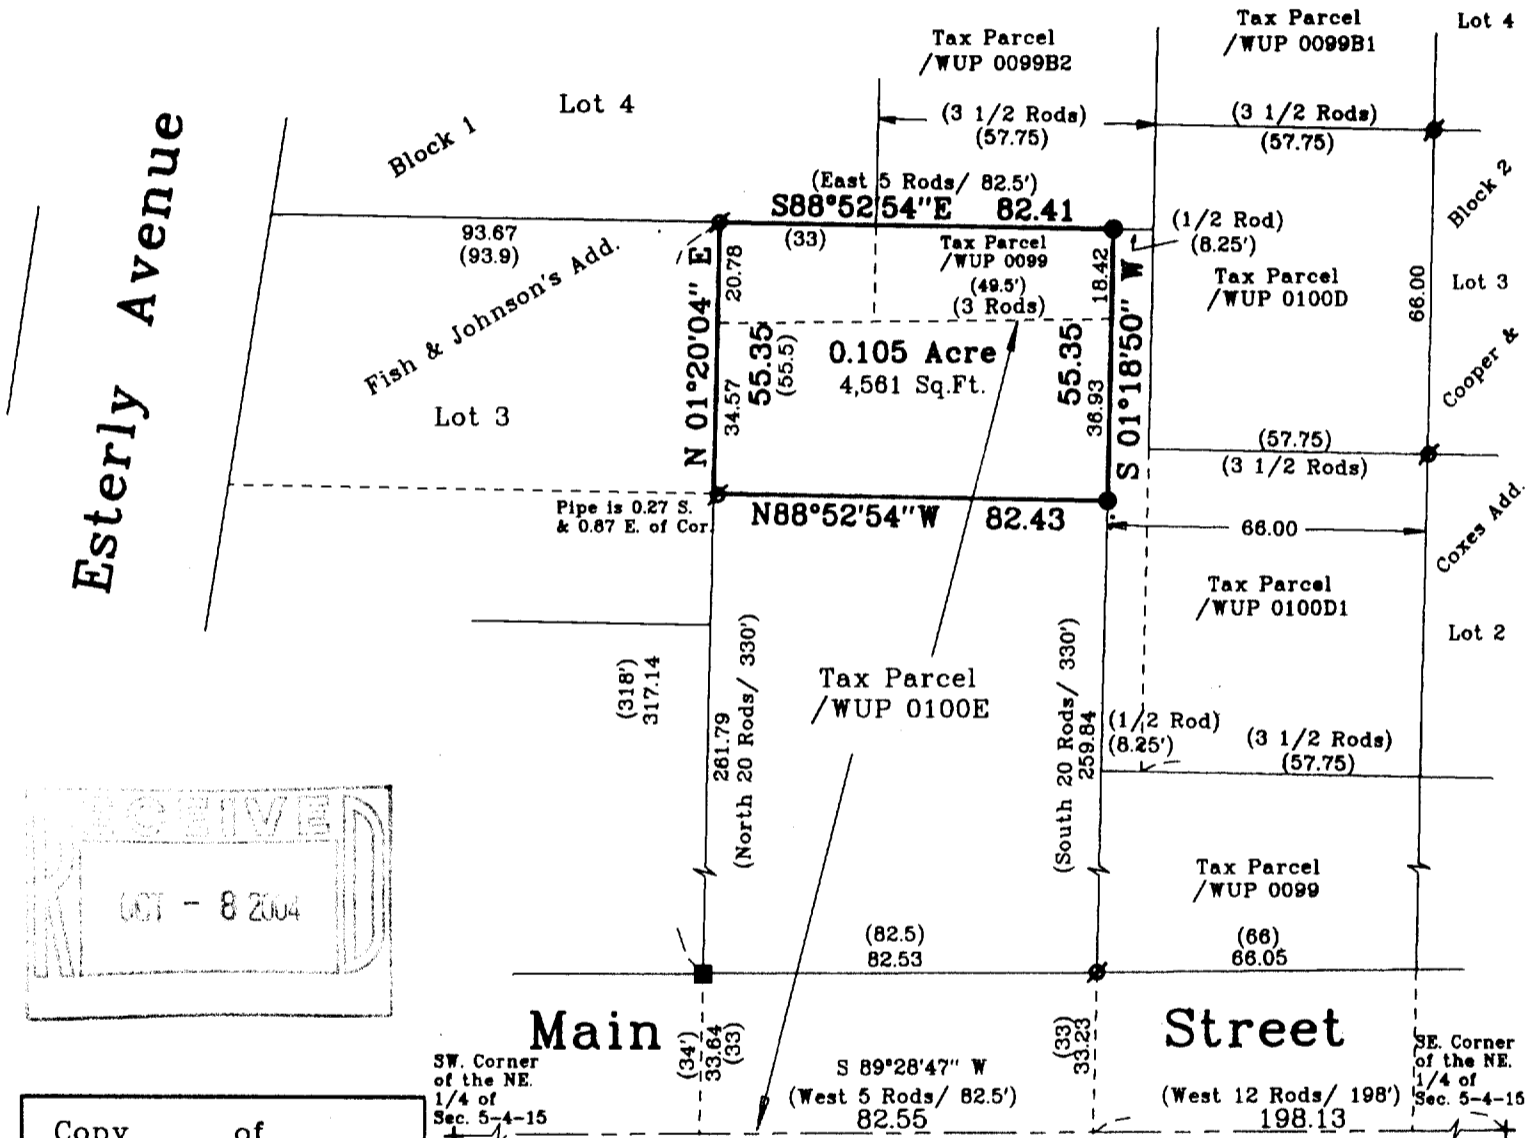 Tax Parcel
/WUP 0099B1
Lot 4
Tax Parcel
/WUP 0099B2
Lot 4
Block 1
(3 1/2 Rods)
(57.75)
(3 1/2 Rods)
(57.75)
Esterly Avenue
(East 5 Rods/ 82.5')
S88°52'54"E 82.41
Block 2
93.67
(93.9)
(33)
Tax Parcel
/WUP 0099
(49.5')
(3 Rods)
(1/2 Rod)
(8.25')
Tax Parcel
/WUP 0100D
Lot 3
Fish & Johnson's Add.
N 01°20'04" E
20.78
34.57
55.35
(55.5)
0.105 Acre
4,561 Sq.Ft.
18.42
55.35
36.93
S 01°18'50" W
66.00
Cooper &
Coxes Add.
Lot 3
(57.75)
(3 1/2 Rods)
Pipe is 0.27 S.
& 0.87 E. of Cor.
N88°52'54"W 82.43
66.00
Tax Parcel
/WUP 0100D1
Lot 2
(318')
317.14
261.79
(North 20 Rods/ 330')
Tax Parcel
/WUP 0100E
(South 20 Rods/ 330')
259.84
(1/2 Rod)
(8.25')
(3 1/2 Rods)
(57.75)
RECEIVED
OCT - 8 2004
Tax Parcel
/WUP 0099
(82.5)
82.53
(66)
66.05
Main Street
(34')
33.64
(33)
(33)
33.23
SW. Corner
of the NE.
1/4 of
Sec. 5-4-15
S 89°28'47" W
(West 5 Rods/ 82.5')
82.55
(West 12 Rods/ 198')
198.13
SE. Corner
of the NE.
1/4 of
Sec. 5-4-15
Copy of